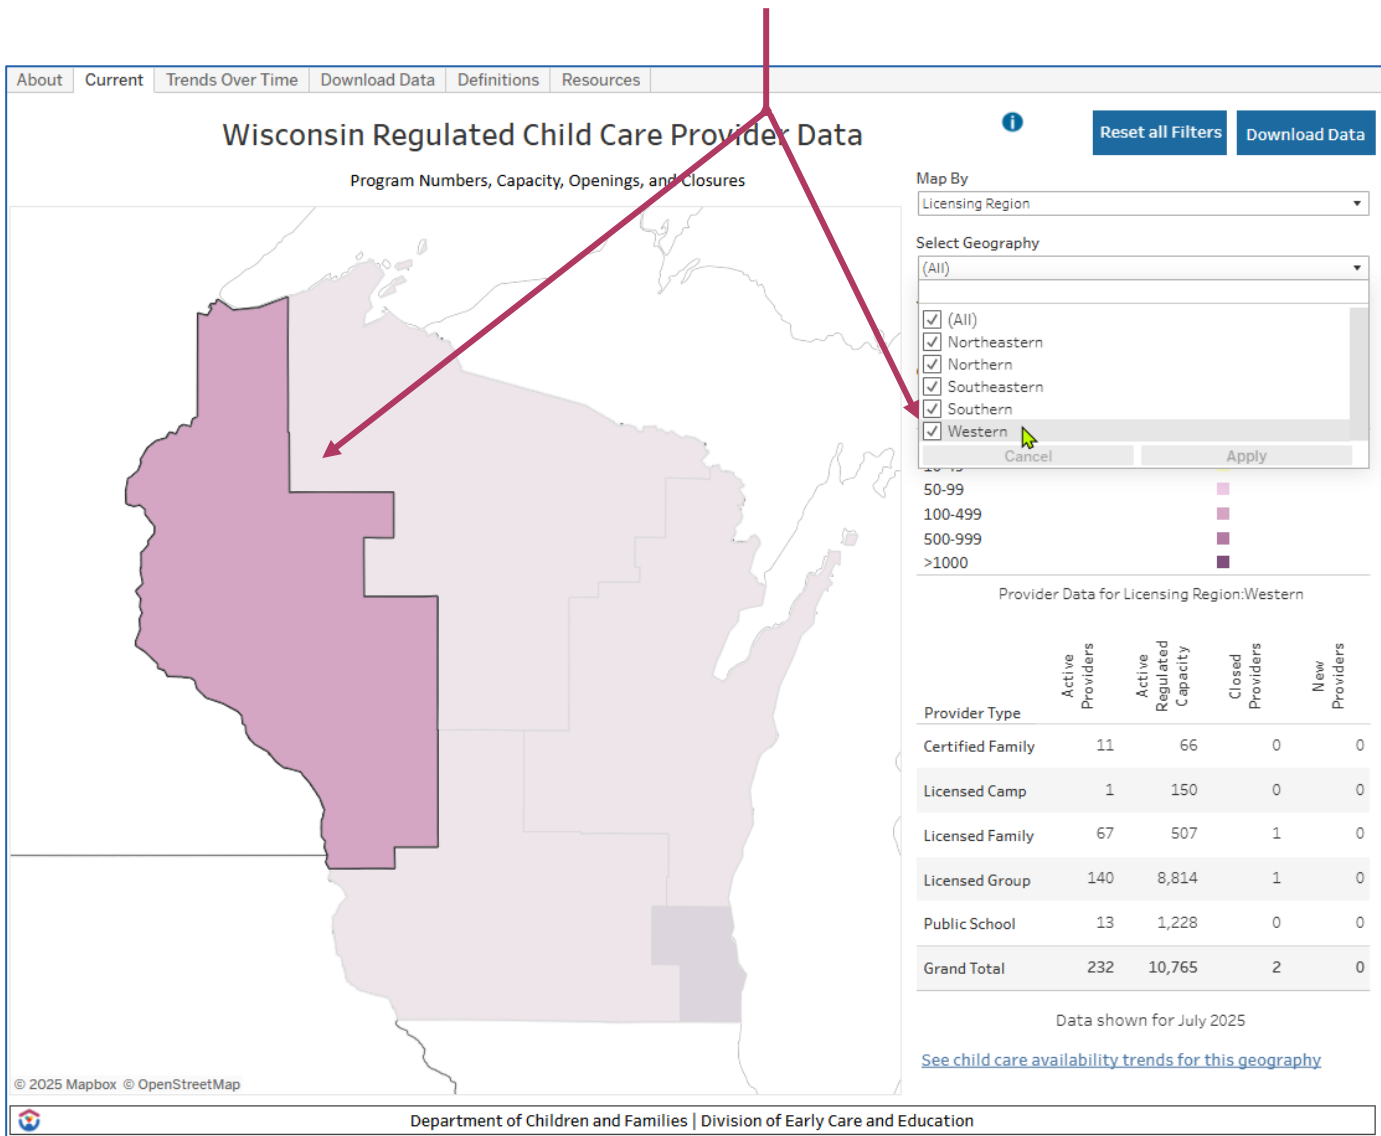 About Current Trends Over Time Download Data Definitions Resources
Wisconsin Regulated Child Care Provider Data
Program Numbers, Capacity, Openings, and Closures
i
Reset all Filters Download Data
Map By
Licensing Region
Select Geography
(All)
(All)
Northeastern
Northern
Southeastern
Southern
Western
Cancel Apply
50-99
100-499
500-999
>1000
Provider Data for Licensing Region:Western
Provider Type Active Providers Active Regulated Capacity Closed Providers New Providers
Certified Family 11 66 0 0
Licensed Camp 1 150 0 0
Licensed Family 67 507 1 0
Licensed Group 140 8,814 1 0
Public School 13 1,228 0 0
Grand Total 232 10,765 2 0
Data shown for July 2025
See child care availability trends for this geography
© 2025 Mapbox © OpenStreetMap
Department of Children and Families | Division of Early Care and Education